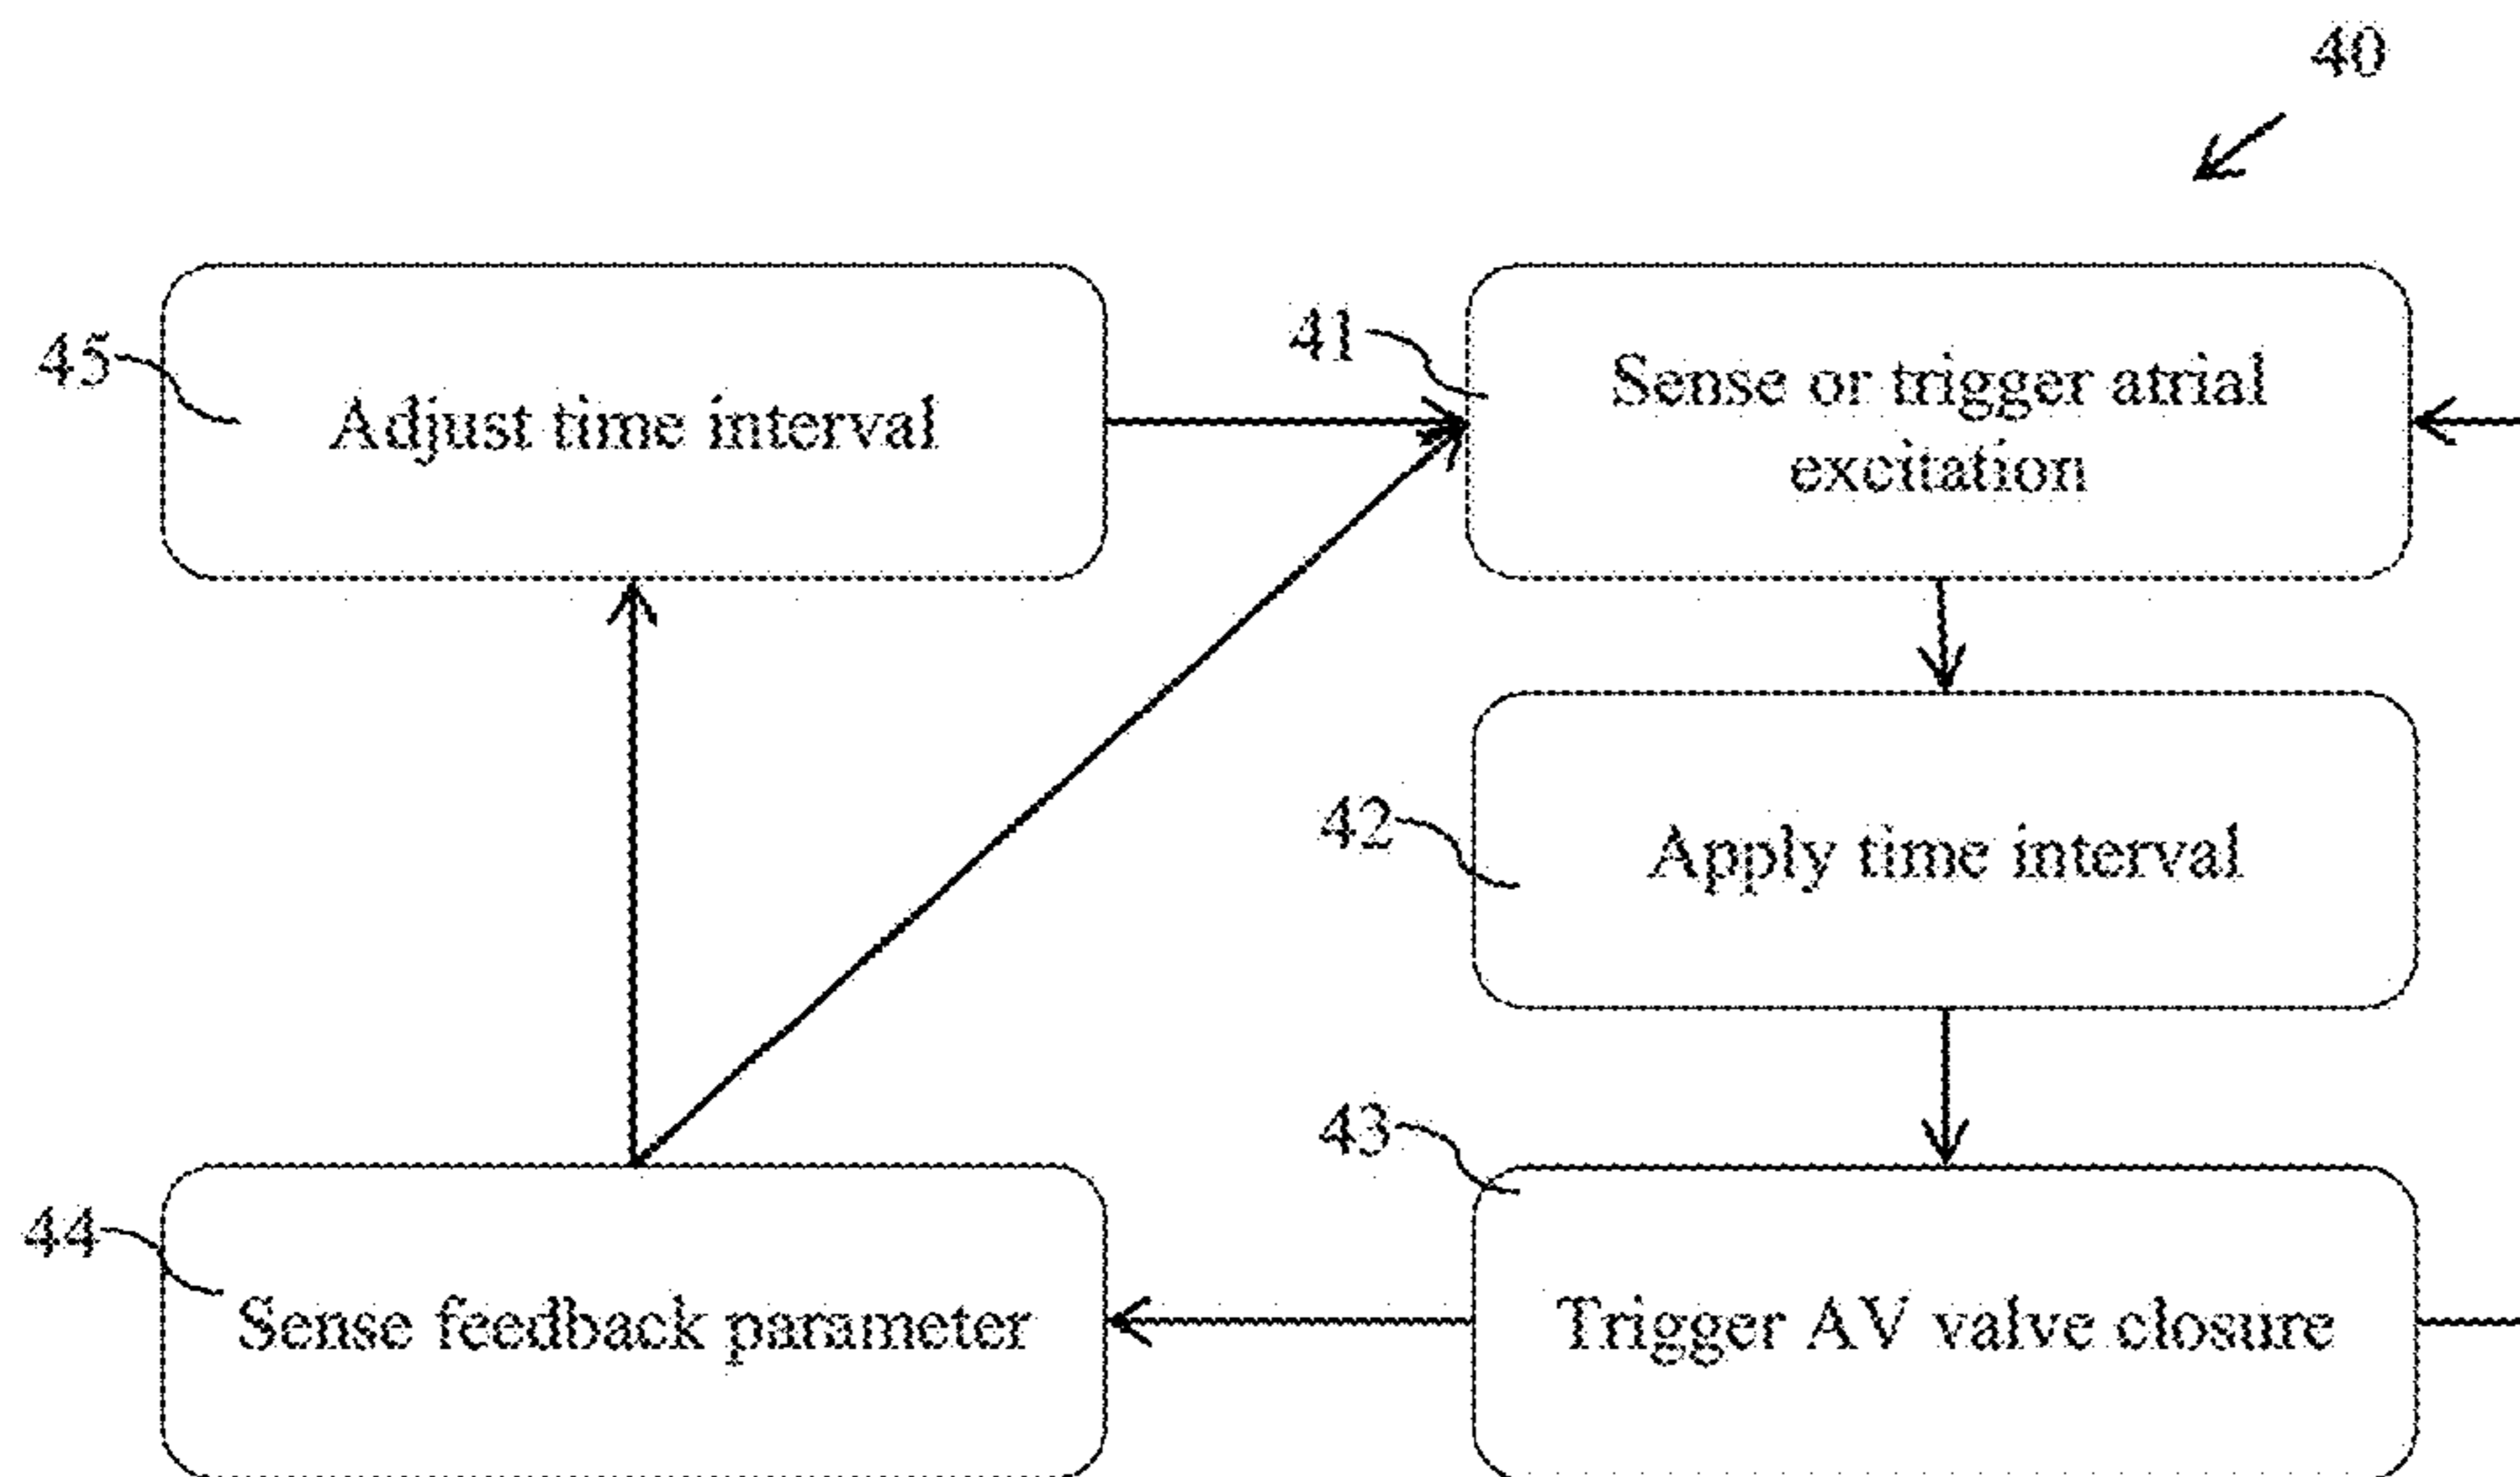 40
45
Adjust time interval
41
Sense or trigger atrial
excitation
42
Apply time interval
43
Trigger AV valve closure
44
Sense feedback parameter